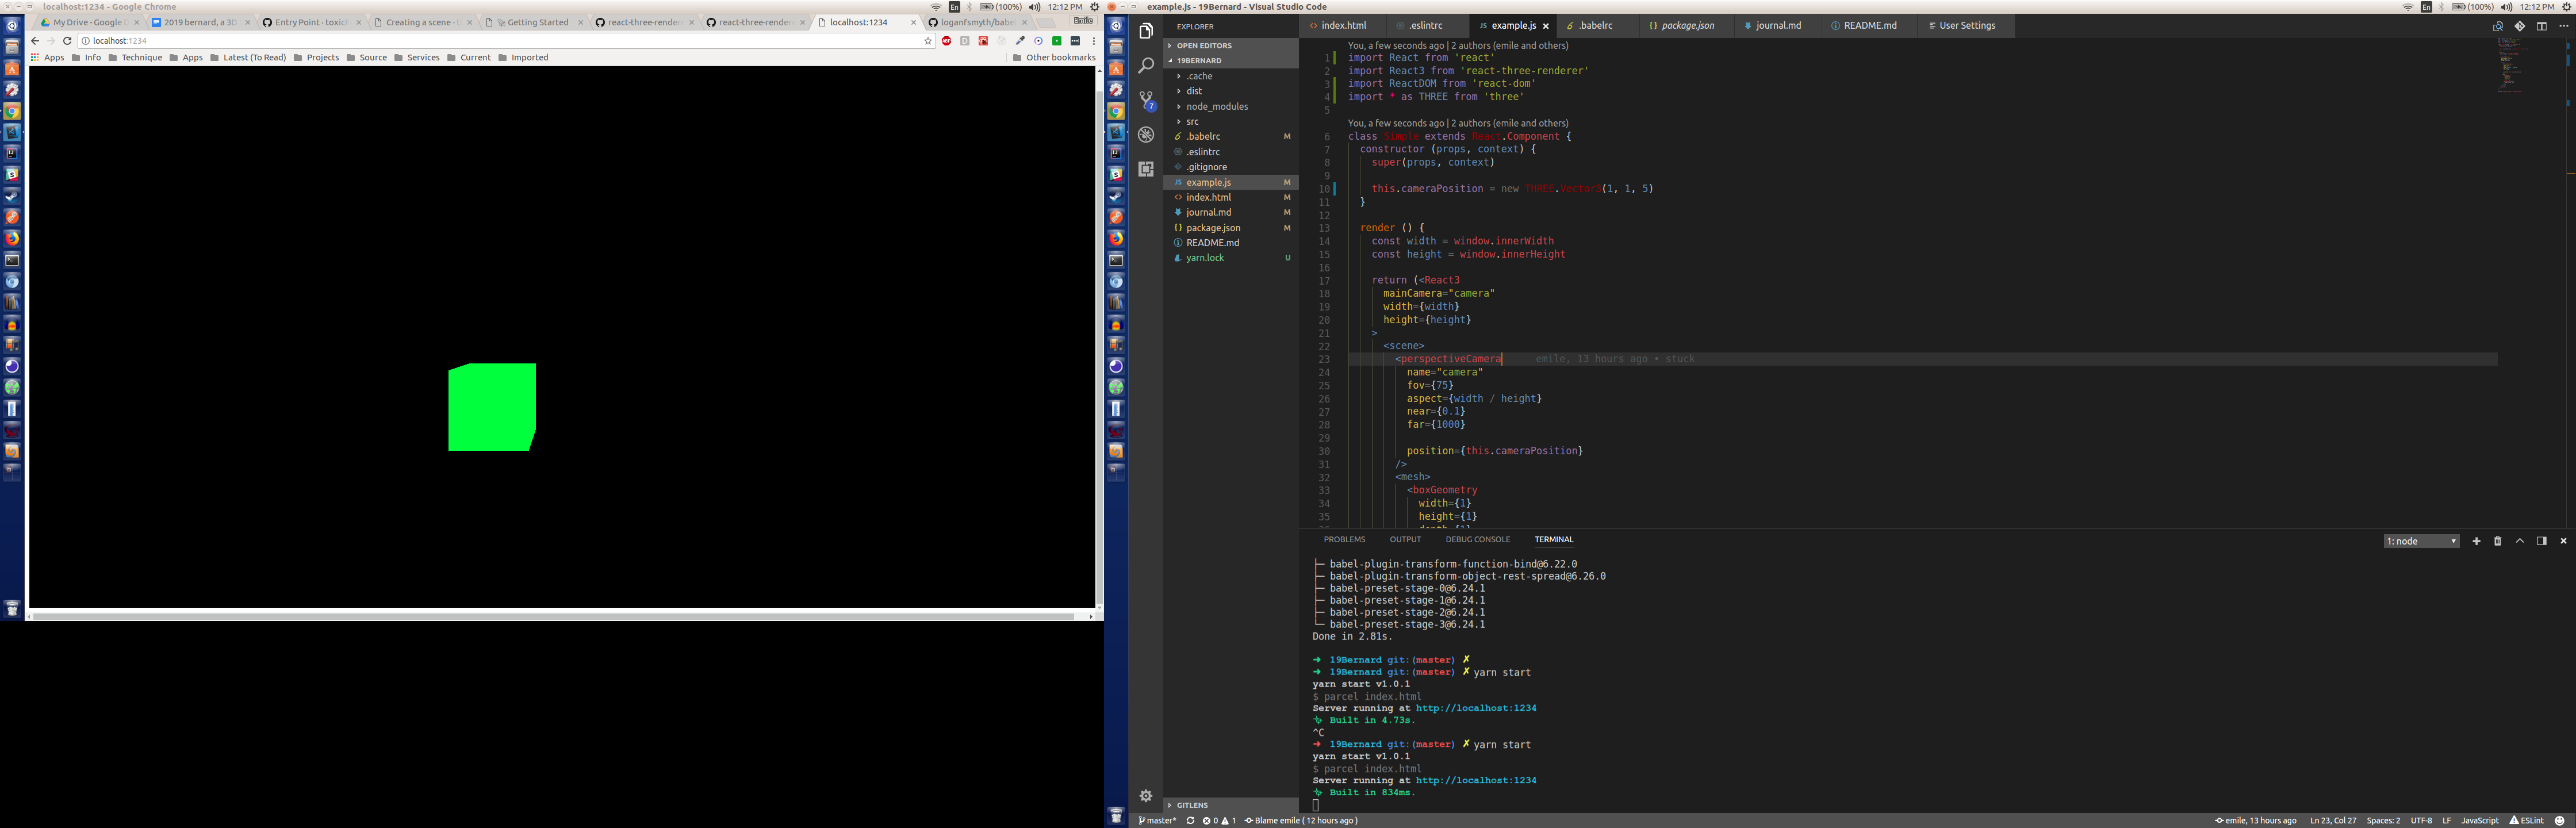 localhost:1234 - Google Chrome
En
(100%)
12:12 PM
My Drive - Google D
2019 bernard, a 3D
Entry Point - toxic
Creating a scene - t
Getting Started
react-three-render
react-three-render
localhost:1234
loganfsmyth/babel
Emile
localhost:1234
Apps
Info
Technique
Apps
Latest (To Read)
Projects
Source
Services
Current
Imported
Other bookmarks
example.js - 19Bernard - Visual Studio Code
En
(100%)
12:12 PM
EXPLORER
OPEN EDITORS
19BERNARD
.cache
dist
node_modules
src
.babelrc M
.eslintrc
.gitignore
example.js M
index.html M
journal.md M
package.json M
README.md
yarn.lock U
GITLENS
7
index.html
.eslintrc
example.js
.babelrc
package.json
journal.md
README.md
User Settings
You, a few seconds ago | 2 authors (emile and others)
1 import React from 'react'
2 import React3 from 'react-three-renderer'
3 import ReactDOM from 'react-dom'
4 import * as THREE from 'three'
5
You, a few seconds ago | 2 authors (emile and others)
6 class Simple extends React.Component {
7 constructor (props, context) {
8 super(props, context)
9
10 this.cameraPosition = new THREE.Vector3(1, 1, 5)
11 }
12
13 render () {
14 const width = window.innerWidth
15 const height = window.innerHeight
16
17 return (<React3
18 mainCamera="camera"
19 width={width}
20 height={height}
21 >
22 <scene>
23 <perspectiveCamera emile, 13 hours ago • stuck
24 name="camera"
25 fov={75}
26 aspect={width / height}
27 near={0.1}
28 far={1000}
29
30 position={this.cameraPosition}
31 />
32 <mesh>
33 <boxGeometry
34 width={1}
35 height={1}
PROBLEMS
OUTPUT
DEBUG CONSOLE
TERMINAL
1: node
├─ babel-plugin-transform-function-bind@6.22.0
├─ babel-plugin-transform-object-rest-spread@6.26.0
├─ babel-preset-stage-0@6.24.1
├─ babel-preset-stage-1@6.24.1
├─ babel-preset-stage-2@6.24.1
└─ babel-preset-stage-3@6.24.1
Done in 2.81s.
➜ 19Bernard git:(master) ✗
➜ 19Bernard git:(master) ✗ yarn start
yarn start v1.0.1
$ parcel index.html
Server running at http://localhost:1234
Built in 4.73s.
^C
➜ 19Bernard git:(master) ✗ yarn start
yarn start v1.0.1
$ parcel index.html
Server running at http://localhost:1234
Built in 834ms.
master*
0
1
Blame emile ( 12 hours ago )
emile, 13 hours ago
Ln 23, Col 27
Spaces: 2
UTF-8
LF
JavaScript
ESLint